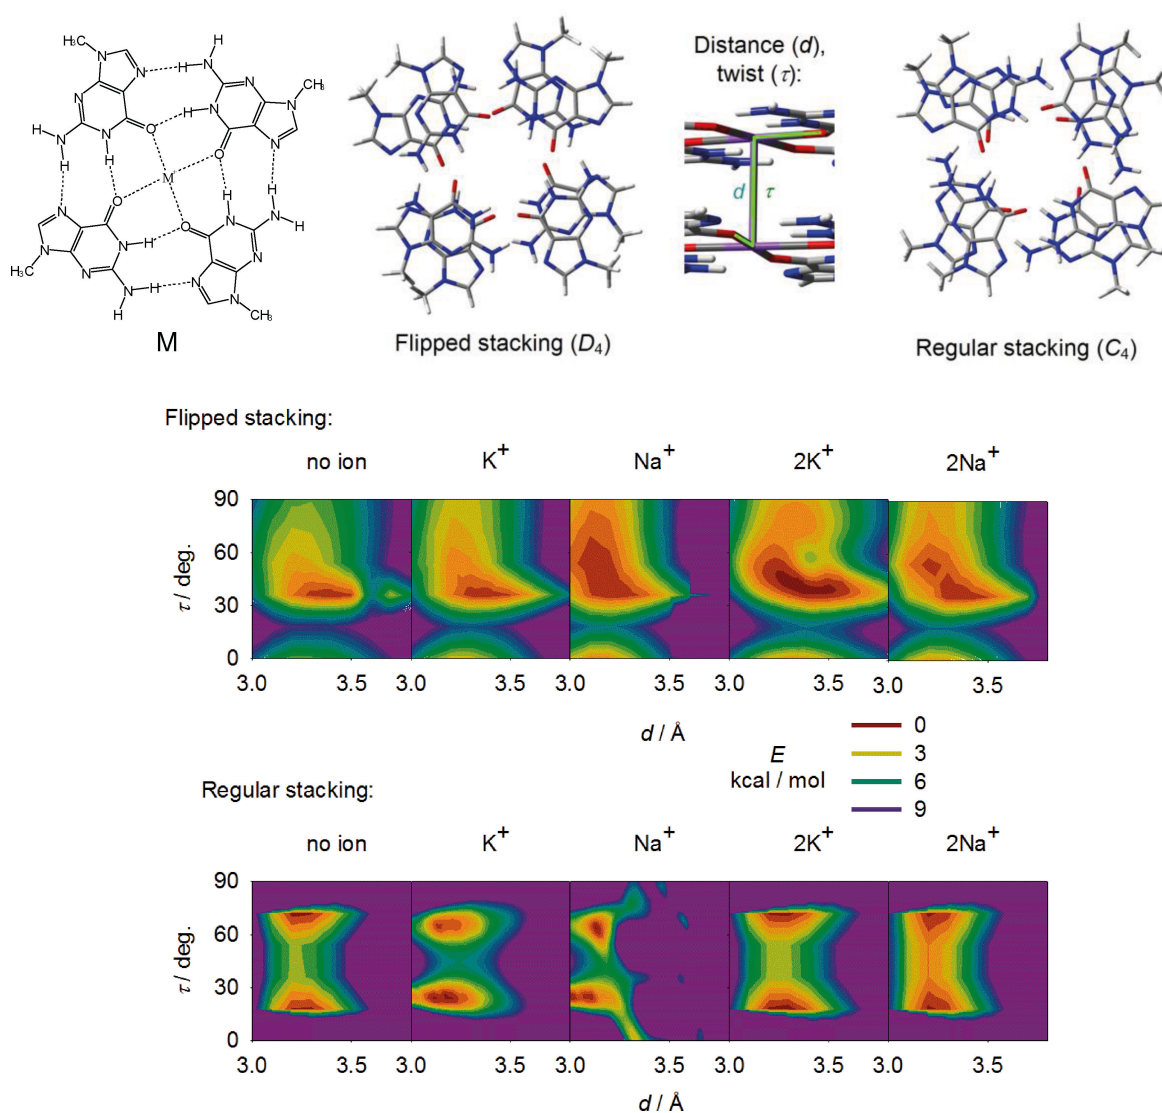 H₃C
N
H
N
H
N
N
N
N
CH₃
N
N
H
N
N
N
H
O
H
H
O
N
H
M
H
H
N
O
O
N
H
N
H
N
N
H
N
N
N
H₃C
N
N
N
H
N
N
CH₃
H
M
Distance (d),
twist (τ):
d
τ
Flipped stacking (D₄)
Regular stacking (C₄)
Flipped stacking:
no ion
K⁺
Na⁺
2K⁺
2Na⁺
τ / deg.
90
60
30
0
3.0
3.5
3.0
3.5
3.0
3.5
3.0
3.5
3.0
3.5
d / Å
E
kcal / mol
0
3
6
9
Regular stacking:
no ion
K⁺
Na⁺
2K⁺
2Na⁺
τ / deg.
90
60
30
0
3.0
3.5
3.0
3.5
3.0
3.5
3.0
3.5
3.0
3.5
d / Å